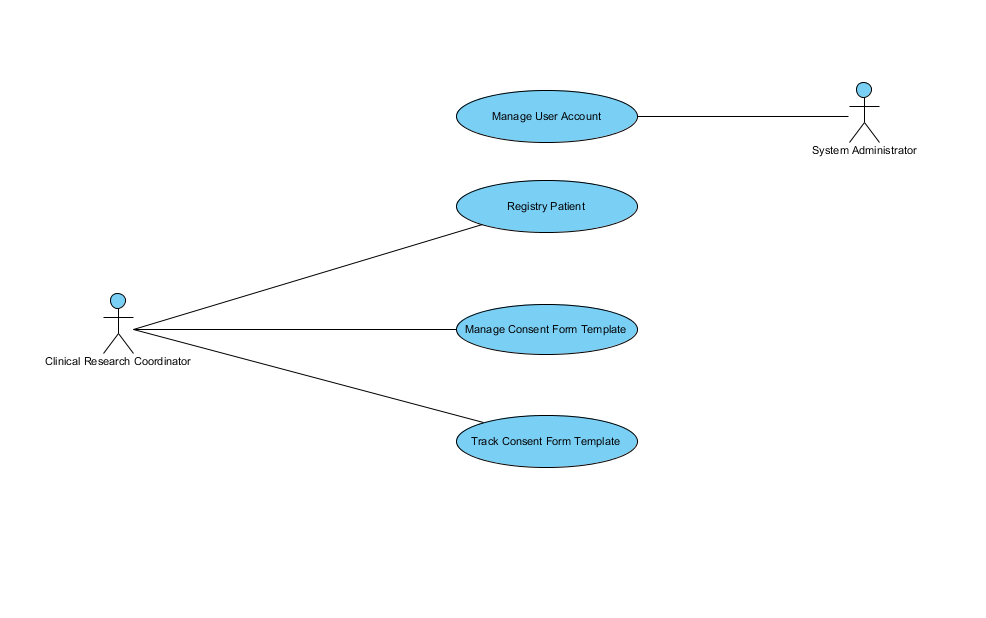 Manage User Account
System Administrator
Registry Patient
Manage Consent Form Template
Clinical Research Coordinator
Track Consent Form Template